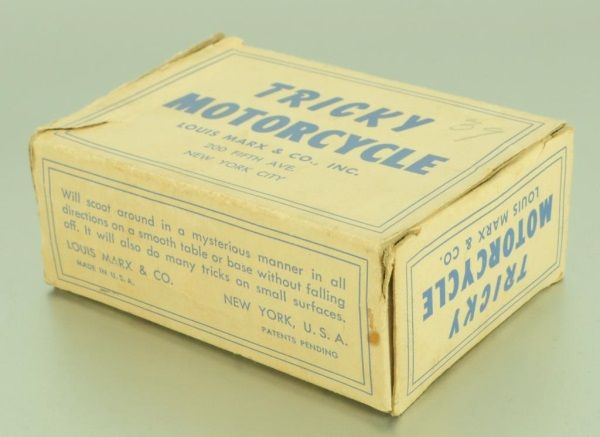 TRICKY
MOTORCYCLE
LOUIS MARX & CO., INC.
200 FIFTH AVE.
NEW YORK CITY
39
Will scoot around in a mysterious manner in all
directions on a smooth table or base without falling
off. It will also do many tricks on small surfaces.
LOUIS MARX & CO.
MADE IN U.S.A.
NEW YORK, U.S.A.
PATENTS PENDING
TRICKY
MOTORCYCLE
LOUIS MARX & CO.